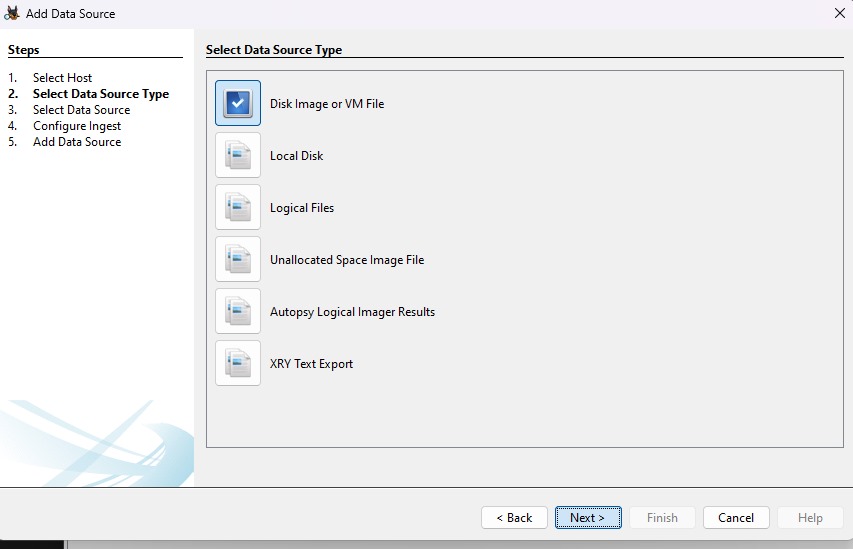 Add Data Source
Steps
1. Select Host
2. Select Data Source Type
3. Select Data Source
4. Configure Ingest
5. Add Data Source
Select Data Source Type
Disk Image or VM File
Local Disk
Logical Files
Unallocated Space Image File
Autopsy Logical Imager Results
XRY Text Export
< Back
Next >
Finish
Cancel
Help